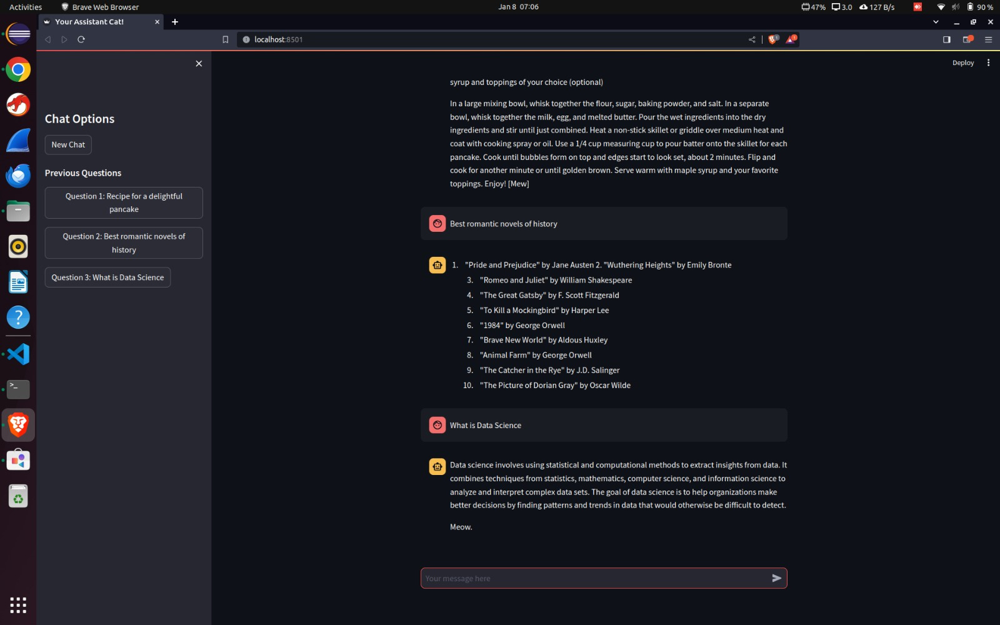 Activities
Brave Web Browser
Jan 8 07:06
47%
3.0
127 B/s
90 %
Your Assistant Cat!
localhost:8501
Deploy
Chat Options
New Chat
Previous Questions
Question 1: Recipe for a delightful
pancake
Question 2: Best romantic novels of
history
Question 3: What is Data Science
syrup and toppings of your choice (optional)
In a large mixing bowl, whisk together the flour, sugar, baking powder, and salt. In a separate
bowl, whisk together the milk, egg, and melted butter. Pour the wet ingredients into the dry
ingredients and stir until just combined. Heat a non-stick skillet or griddle over medium heat and
coat with cooking spray or oil. Use a 1/4 cup measuring cup to pour batter onto the skillet for each
pancake. Cook until bubbles form on top and edges start to look set, about 2 minutes. Flip and
cook for another minute or until golden brown. Serve warm with maple syrup and your favorite
toppings. Enjoy! [Mew]
Best romantic novels of history
1. "Pride and Prejudice" by Jane Austen 2. "Wuthering Heights" by Emily Bronte
3. "Romeo and Juliet" by William Shakespeare
4. "The Great Gatsby" by F. Scott Fitzgerald
5. "To Kill a Mockingbird" by Harper Lee
6. "1984" by George Orwell
7. "Brave New World" by Aldous Huxley
8. "Animal Farm" by George Orwell
9. "The Catcher in the Rye" by J.D. Salinger
10. "The Picture of Dorian Gray" by Oscar Wilde
What is Data Science
Data science involves using statistical and computational methods to extract insights from data. It
combines techniques from statistics, mathematics, computer science, and information science to
analyze and interpret complex data sets. The goal of data science is to help organizations make
better decisions by finding patterns and trends in data that would otherwise be difficult to detect.
Meow.
Your message here